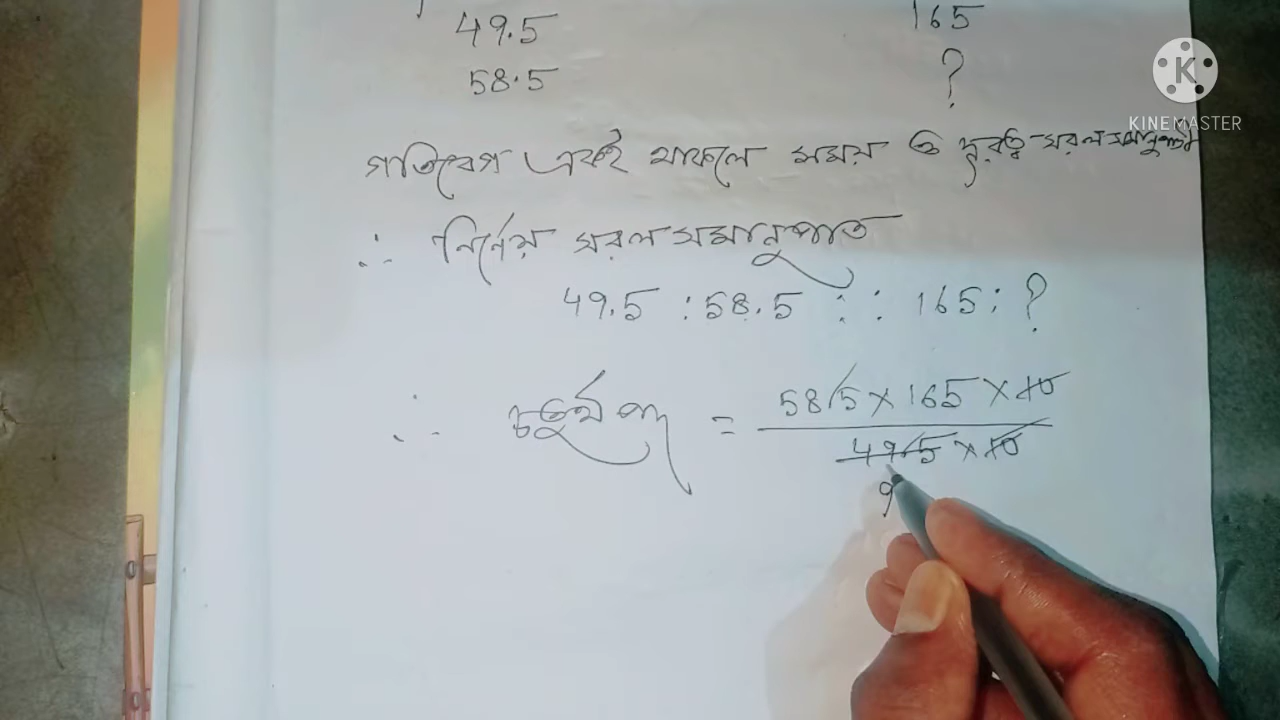 49.5 165
58.5 ?
K
KINEMASTER
গতিবেগ একই থাকলে সময় ও দূরত্ব সরল সমানুপাতী
∴ নির্ণেয় সরল সমানুপাত
49.5 : 58.5 :: 165 : ?
∴ চতুর্থ পদ = 58.5 × 165 × 10
49.5 × 10
9